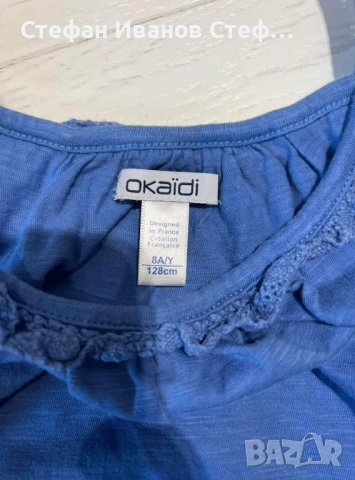 Стефан Иванов Стеф...
OKAÏDI
Designed
in France
Création
Française
8A/Y
128cm
BAZAR